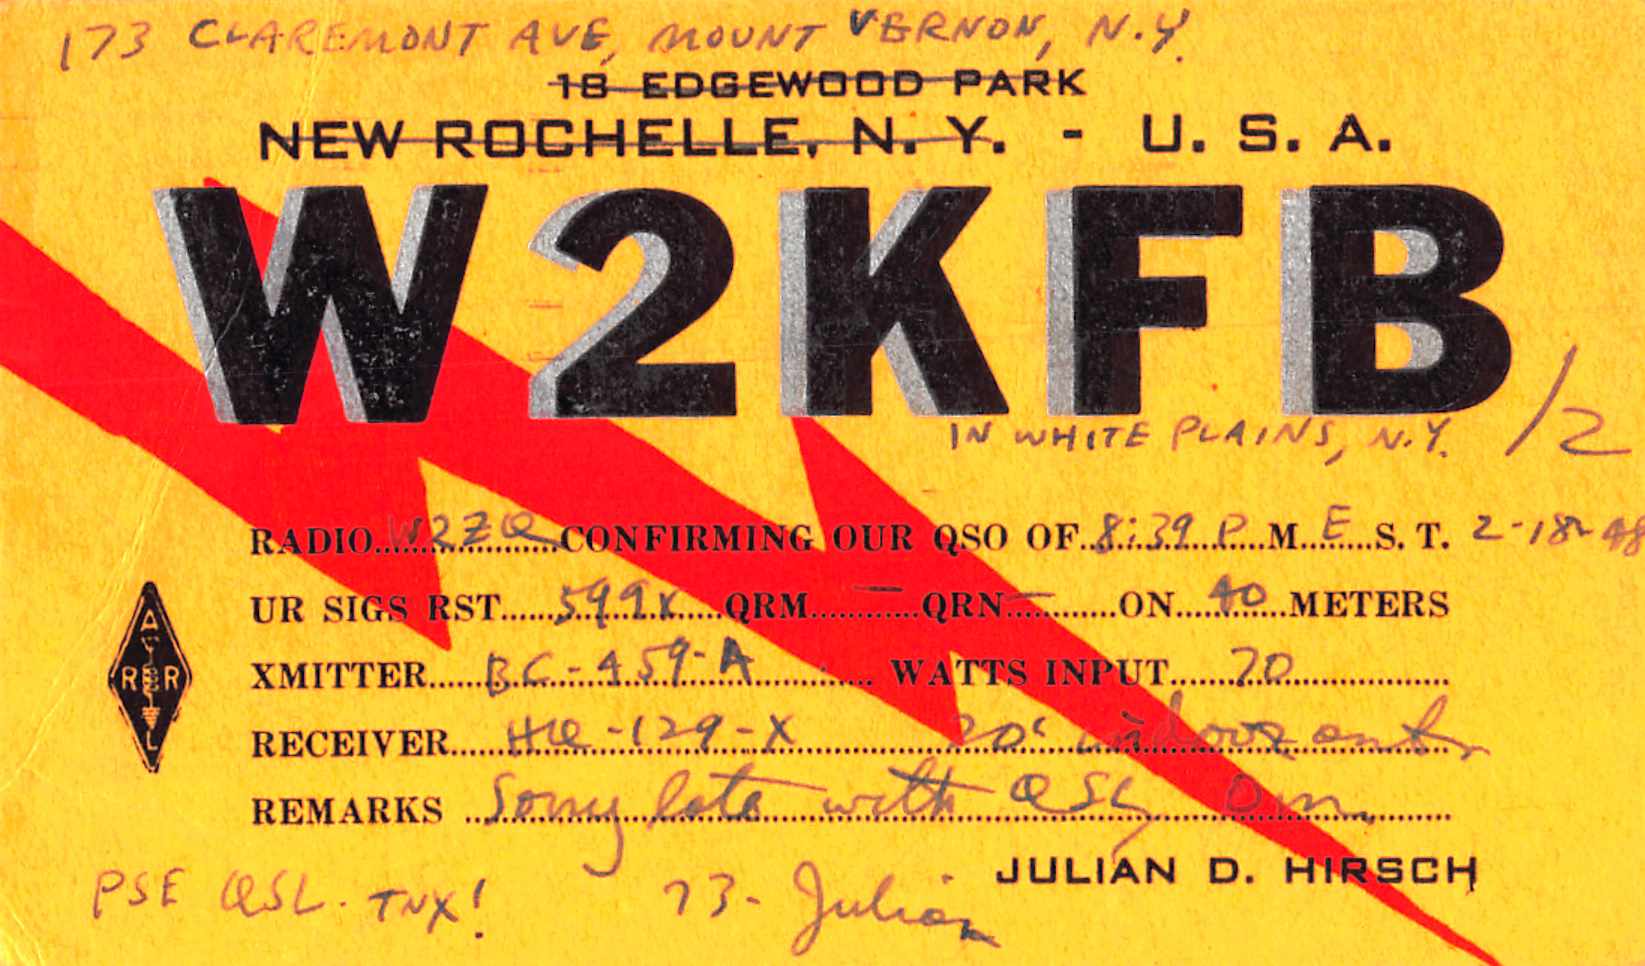 173 CLAREMONT AVE, MOUNT VERNON, N.Y.
18 EDGEWOOD PARK
NEW ROCHELLE, N. Y. - U. S. A.
W2KFB /2
IN WHITE PLAINS, N.Y.
RADIO W2ZQ CONFIRMING OUR QSO OF 8:39 P M E S. T. 2-18-48
UR SIGS RST 599x QRM — QRN — ON 40 METERS
XMITTER BC-459-A WATTS INPUT 70
RECEIVER HQ-129-X 20' indoor ant.
REMARKS Sorry late with QSL, Om,
JULIAN D. HIRSCH
PSE QSL. TNX! 73- Julian
ARRL